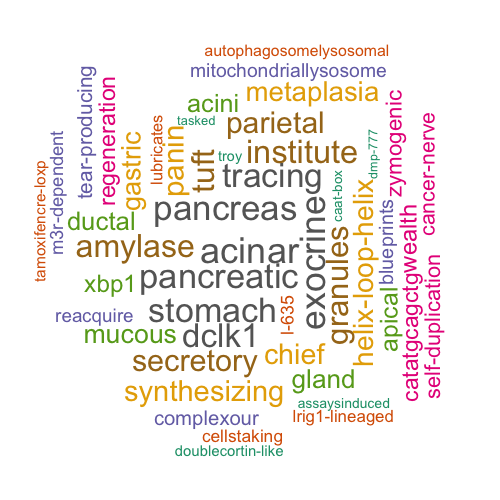 autophagosomelysosomal
mitochondriallysosome
acini
metaplasia
tasked
parietal
troy
institute
dmp-777
tracing
caat-box
pancreas
acinar
pancreatic
stomach
dclk1
secretory
chief
synthesizing
gland
complexour
assaysinduced
lrig1-lineaged
cellstaking
doublecortin-like
mucous
reacquire
xbp1
amylase
ductal
tamoxifencre-loxp
m3r-dependent
tear-producing
regeneration
gastric
lubricates
panin
tuft
exocrine
granules
l-635
helix-loop-helix
apical
blueprints
zymogenic
catatgcagctgwealth
cancer-nerve
self-duplication